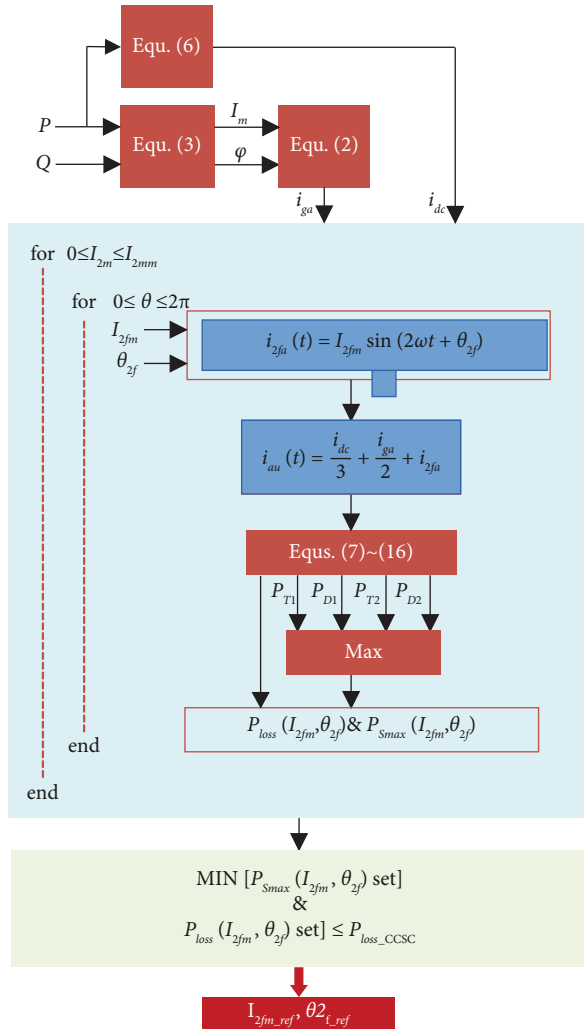 Equ. (6)
P
Q
Equ. (3)
I_m
φ
Equ. (2)
i_ga
i_dc
for 0≤I_2m≤I_2mm
for 0≤ θ ≤2π
I_2fm
θ_2f
i_2fa (t) = I_2fm sin (2ωt + θ_2f)
i_au (t) = i_dc/3 + i_ga/2 + i_2fa
Equs. (7)~(16)
P_T1 P_D1 P_T2 P_D2
Max
P_loss (I_2fm,θ_2f)& P_Smax (I_2fm,θ_2f)
end
end
MIN [P_Smax (I_2fm, θ_2f) set]
&
P_loss (I_2fm, θ_2f) set] ≤ P_loss_CCSC
I_2fm_ref, θ2_f_ref